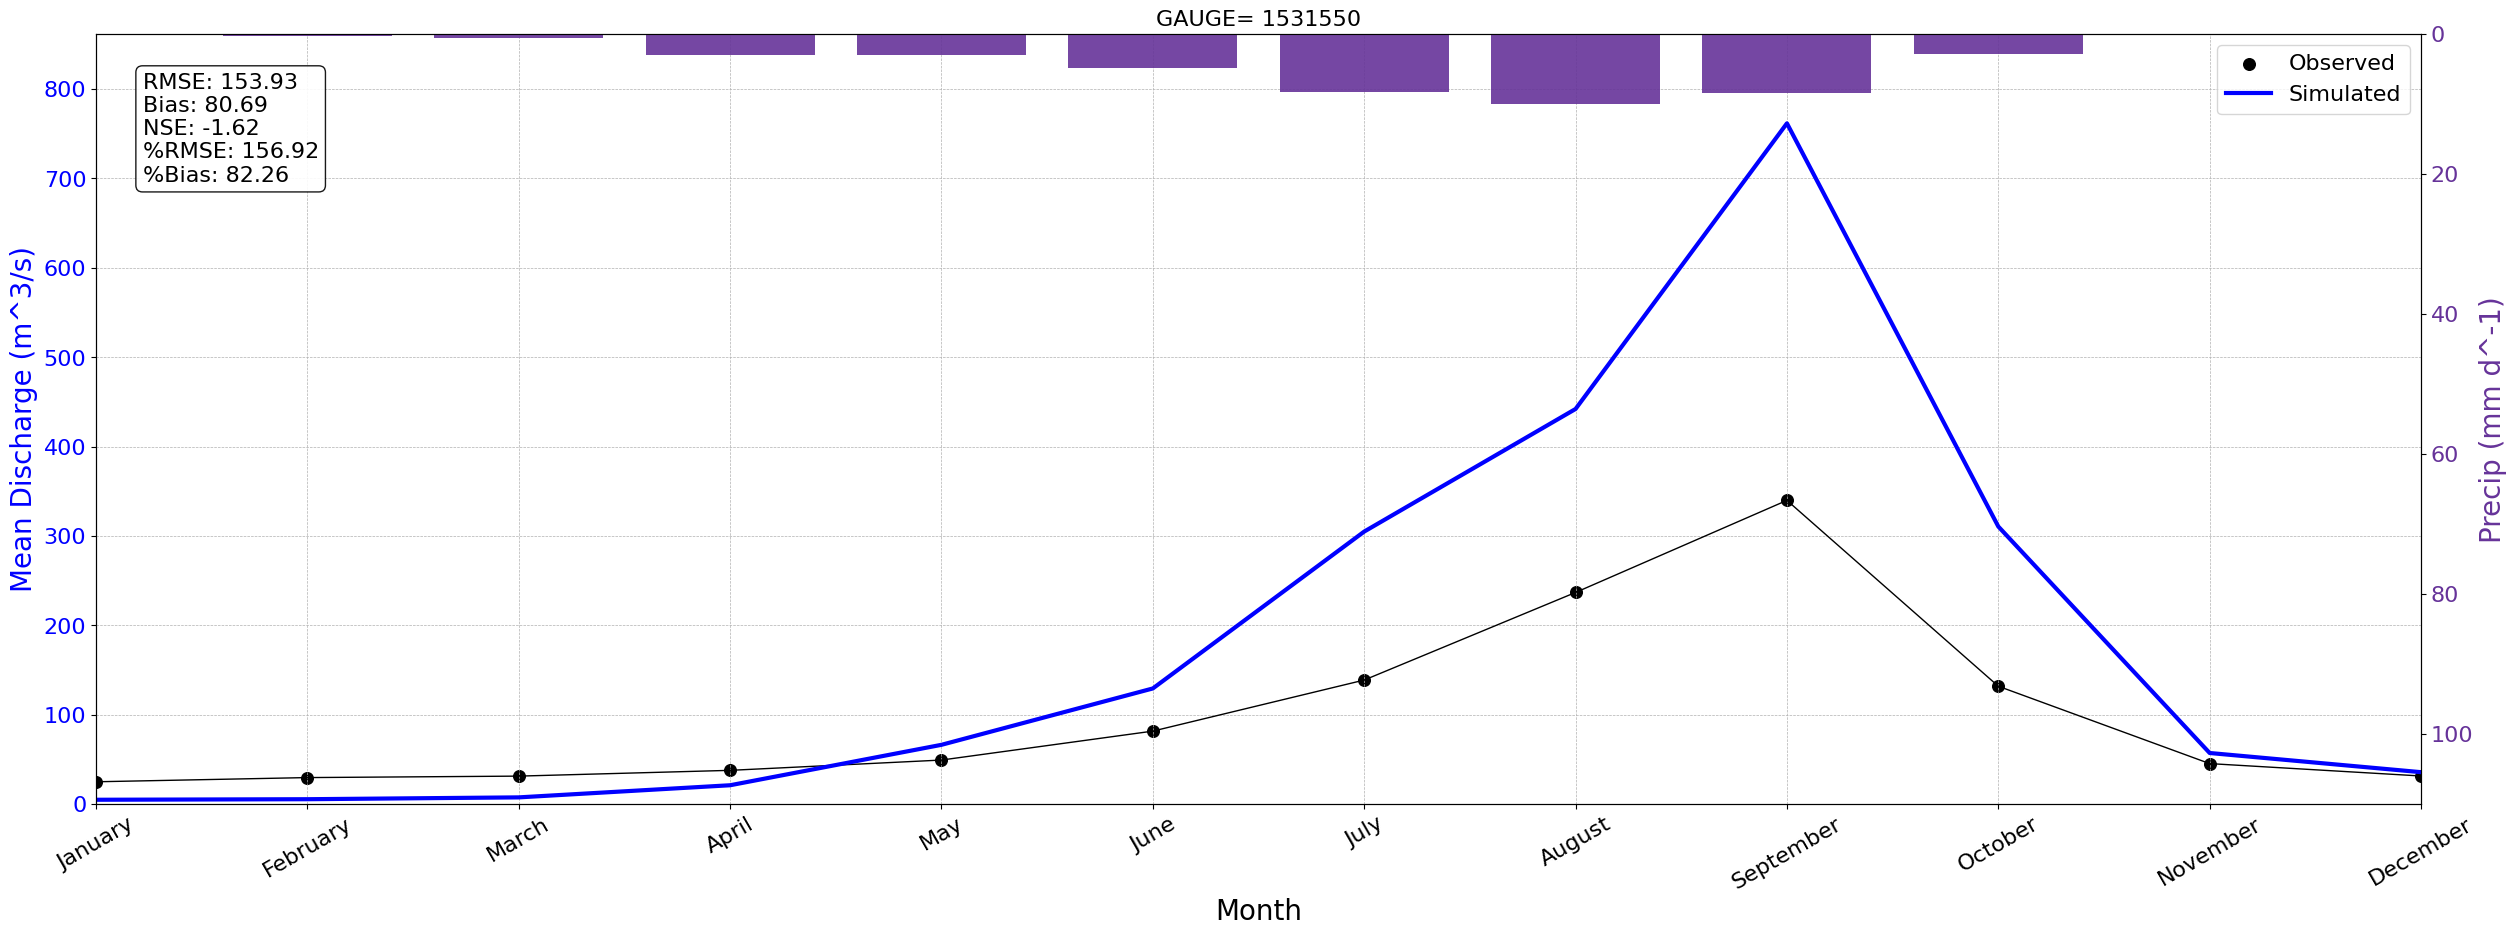 GAUGE= 1531550
RMSE: 153.93
Bias: 80.69
NSE: -1.62
%RMSE: 156.92
%Bias: 82.26
Observed
Simulated
Mean Discharge (m^3/s)
800
700
600
500
400
300
200
100
0
Precip (mm d^-1)
0
20
40
60
80
100
January
February
March
April
May
June
July
August
September
October
November
December
Month